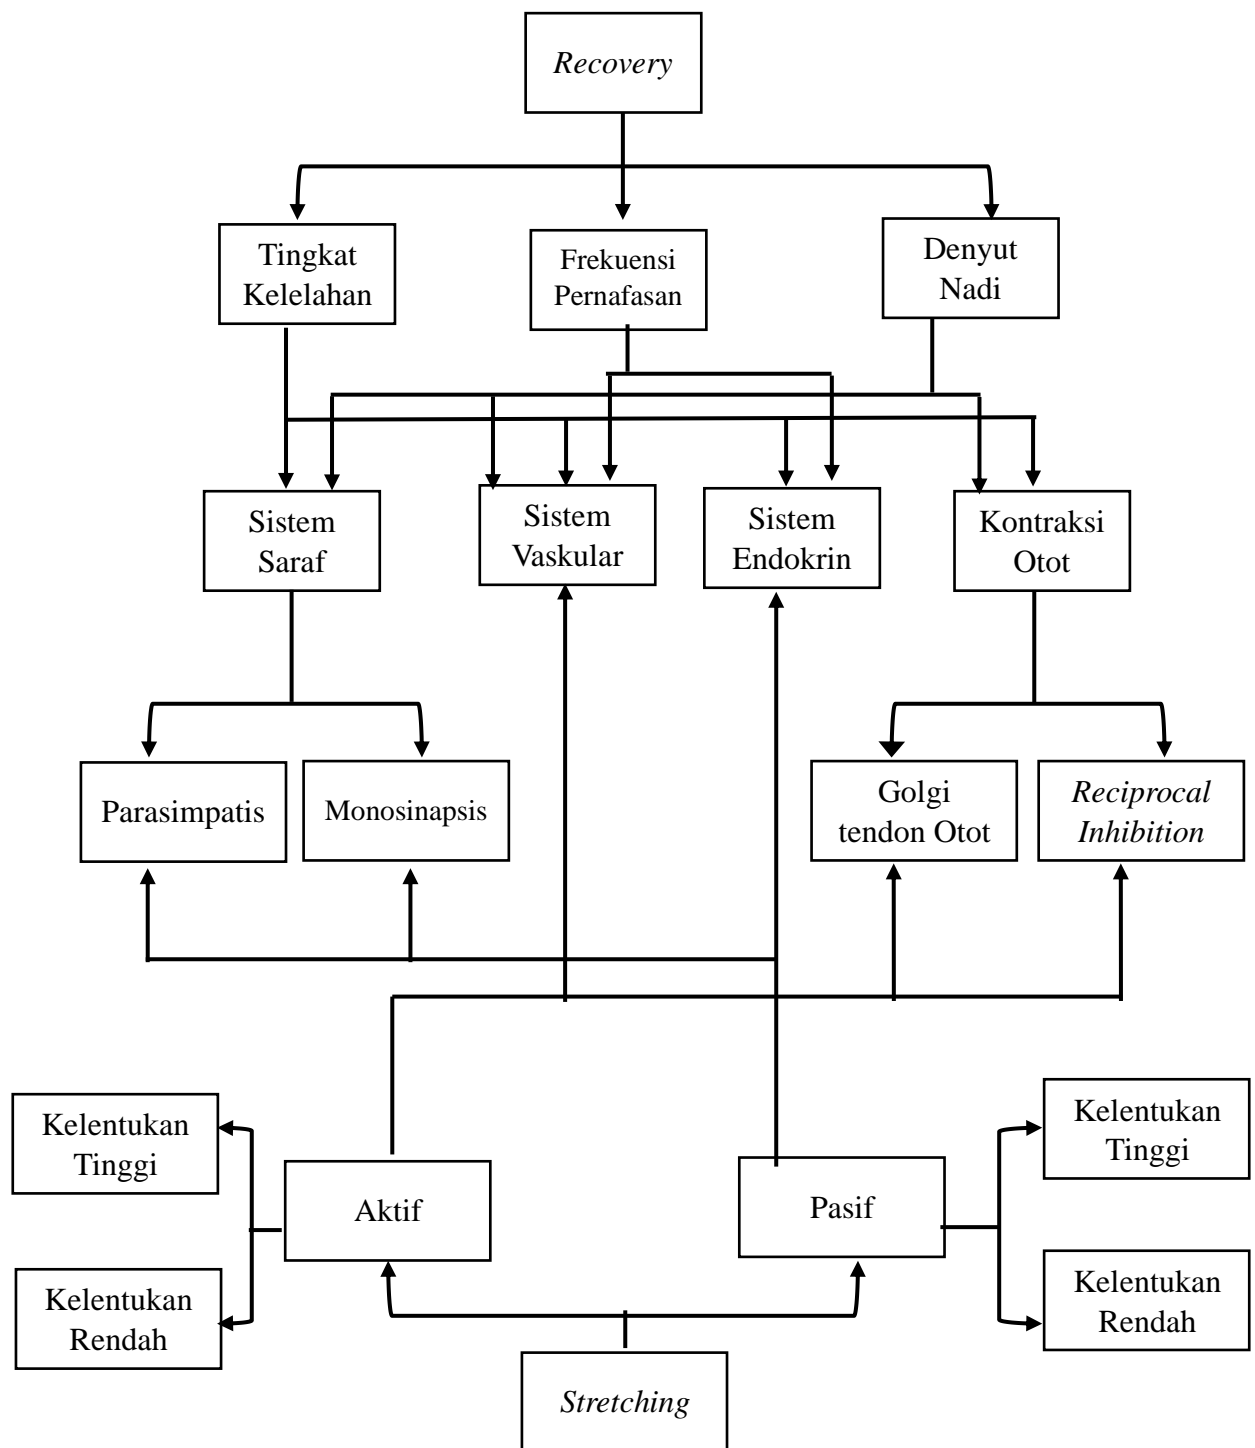 Recovery
Tingkat
Kelelahan
Frekuensi
Pernafasan
Denyut
Nadi
Sistem
Saraf
Sistem
Vaskular
Sistem
Endokrin
Kontraksi
Otot
Parasimpatis
Monosinapsis
Golgi
tendon Otot
Reciprocal
Inhibition
Kelentukan
Tinggi
Kelentukan
Rendah
Aktif
Pasif
Kelentukan
Tinggi
Kelentukan
Rendah
Stretching